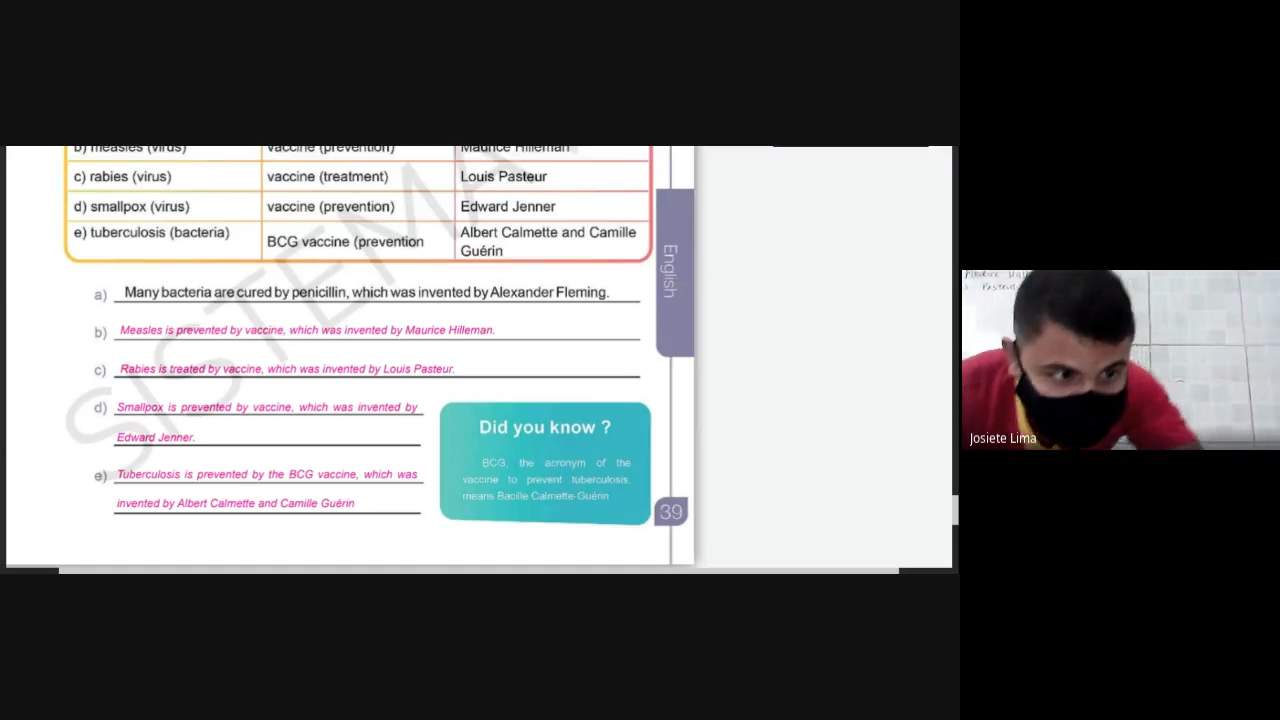 b) measles (virus) vaccine (prevention) Maurice Hilleman
c) rabies (virus) vaccine (treatment) Louis Pasteur
d) smallpox (virus) vaccine (prevention) Edward Jenner
e) tuberculosis (bacteria) BCG vaccine (prevention Albert Calmette and Camille
Guérin
a) Many bacteria are cured by penicillin, which was invented by Alexander Fleming.
b) Measles is prevented by vaccine, which was invented by Maurice Hilleman.
c) Rabies is treated by vaccine, which was invented by Louis Pasteur.
d) Smallpox is prevented by vaccine, which was invented by
Edward Jenner.
e) Tuberculosis is prevented by the BCG vaccine, which was
invented by Albert Calmette and Camille Guérin
Did you know ?
BCG, the acronym of the
vaccine to prevent tuberculosis,
means Bacille Calmette-Guérin
English
39
SISTEMA
Josiete Lima